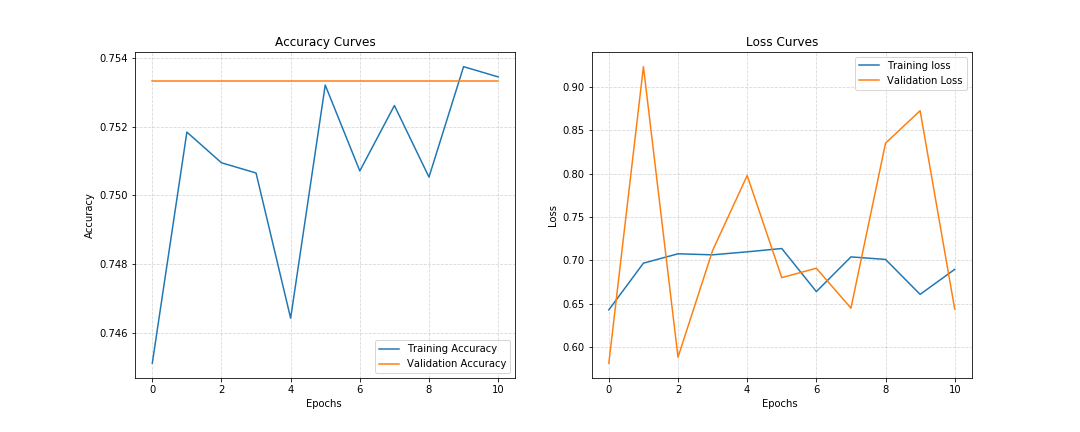 Accuracy Curves
0.754
0.752
0.750
0.748
0.746
Accuracy
0 2 4 6 8 10
Epochs
Training Accuracy
Validation Accuracy
Loss Curves
0.90
0.85
0.80
0.75
0.70
0.65
0.60
Loss
0 2 4 6 8 10
Epochs
Training loss
Validation Loss